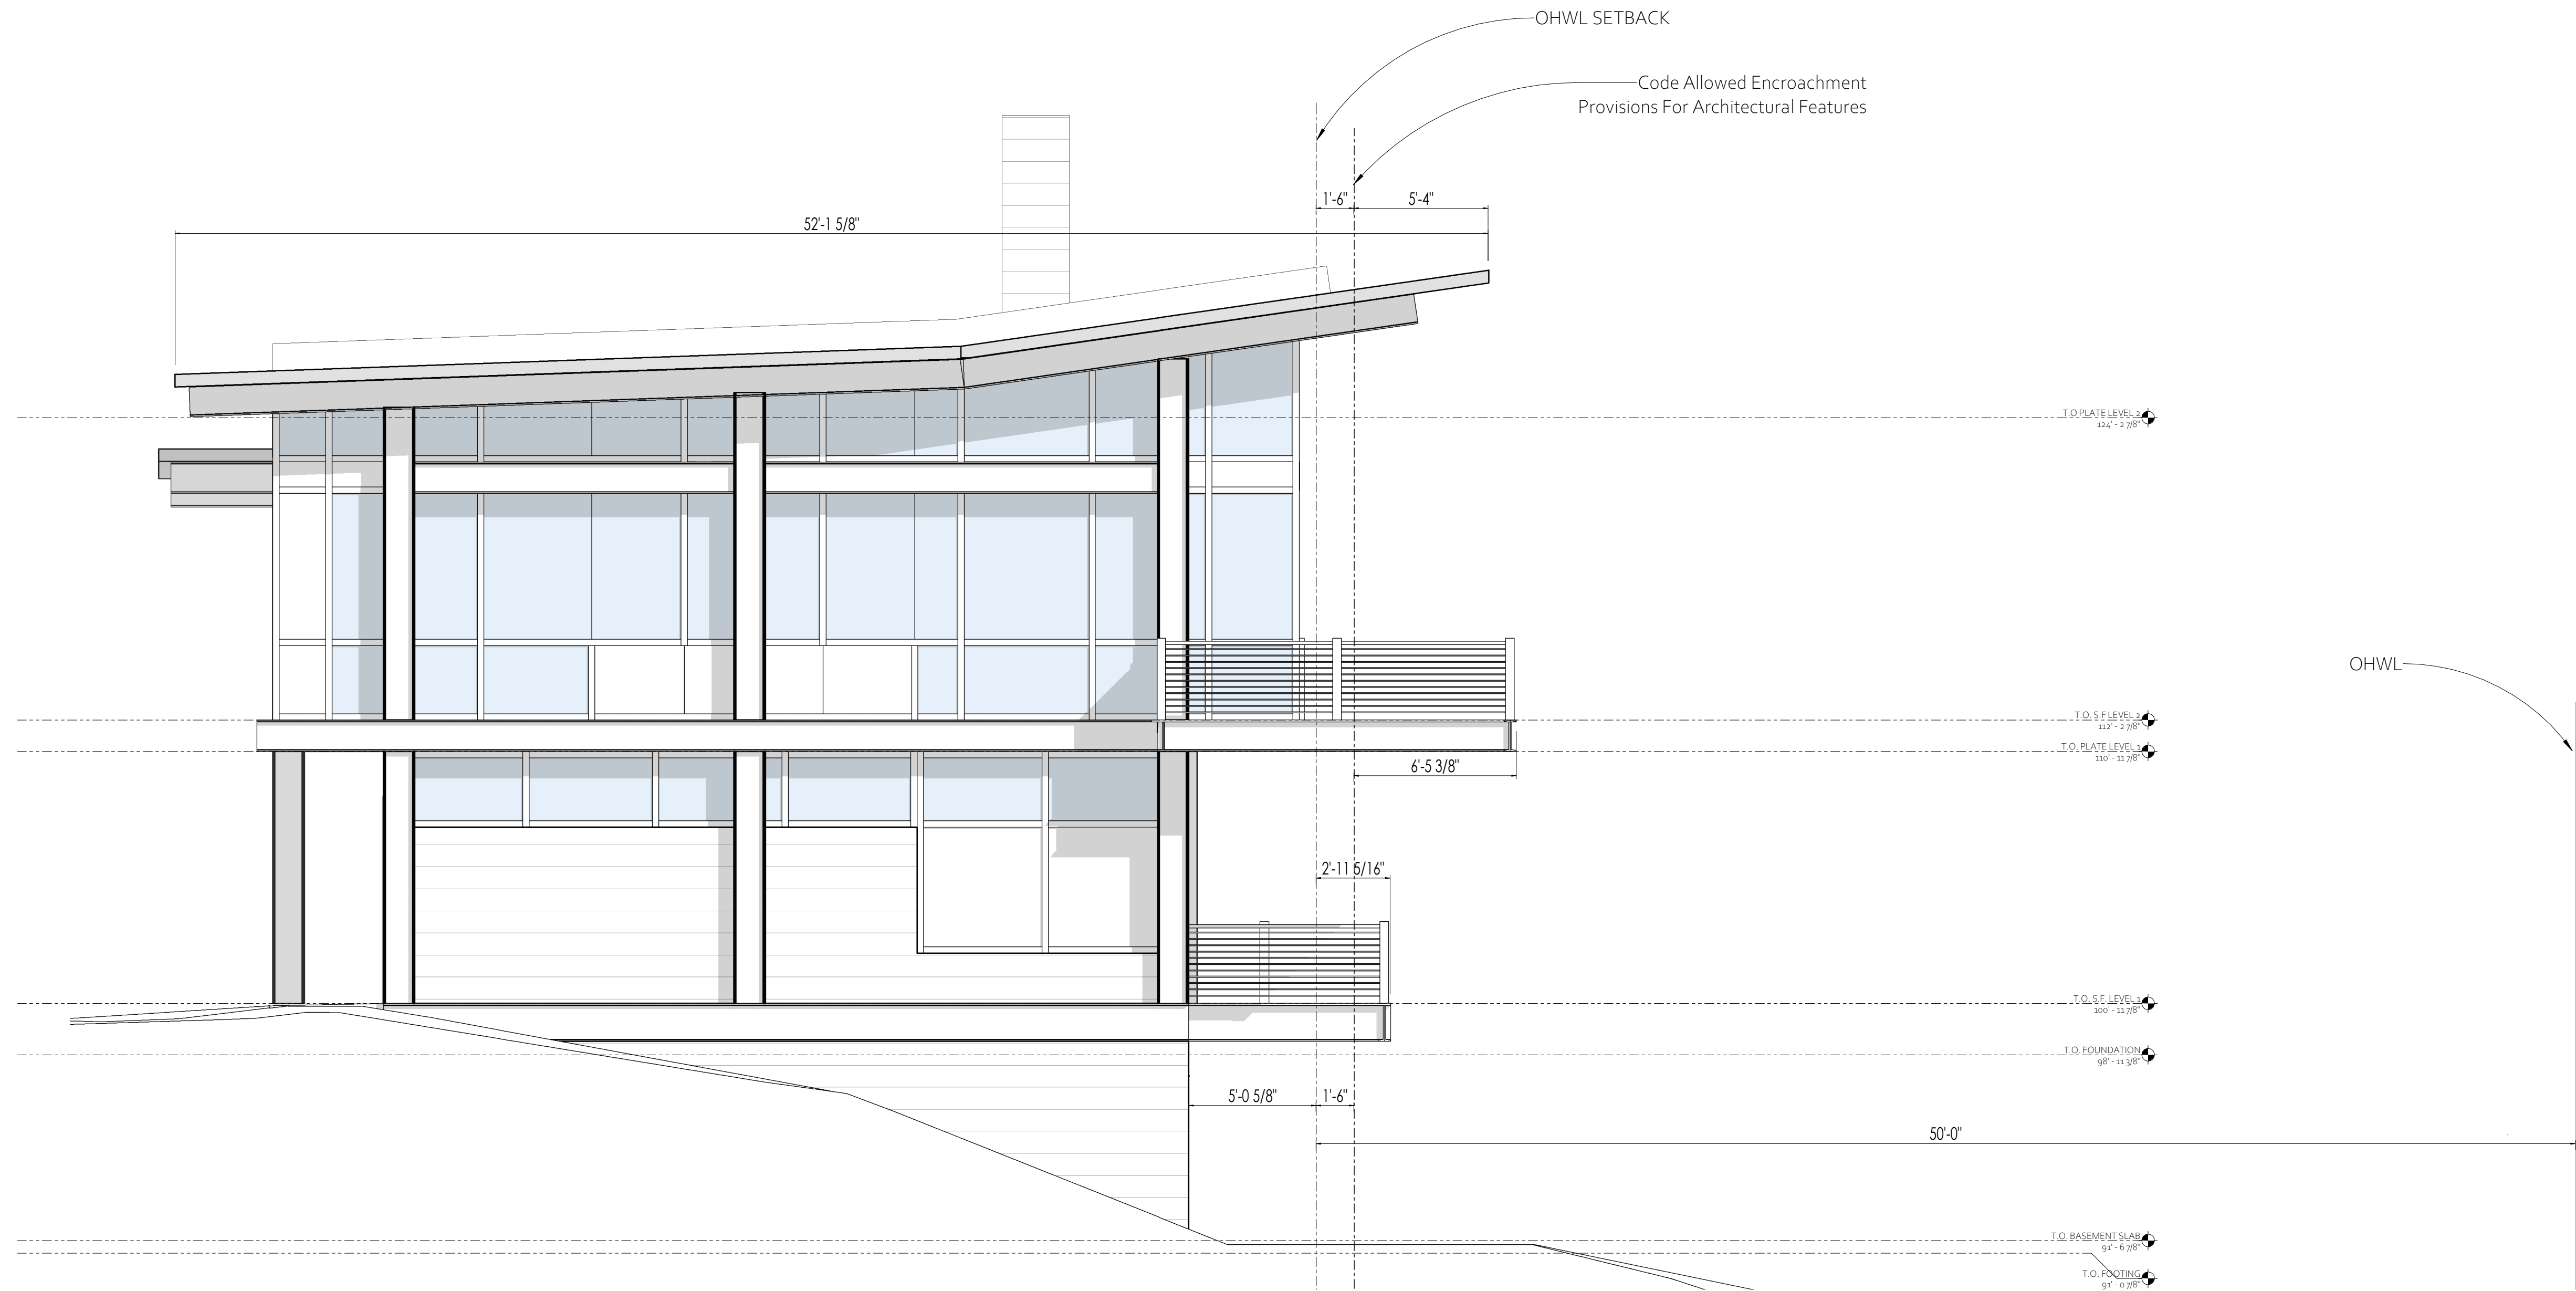 OHWL SETBACK
Code Allowed Encroachment
Provisions For Architectural Features
1'-6"
5'-4"
52'-1 5/8"
T.O PLATE LEVEL 2
124' - 2 7/8"
OHWL
T.O. S.F LEVEL 2
112' - 2 7/8"
T.O. PLATE LEVEL 1
110' - 11 7/8"
6'-5 3/8"
2'-11 5/16"
T.O. S.F. LEVEL 1
100' - 11 7/8"
T.O. FOUNDATION
98' - 11 3/8"
5'-0 5/8"
1'-6"
50'-0"
T.O. BASEMENT SLAB
91' - 6 7/8"
T.O. FOOTING
91' - 0 7/8"